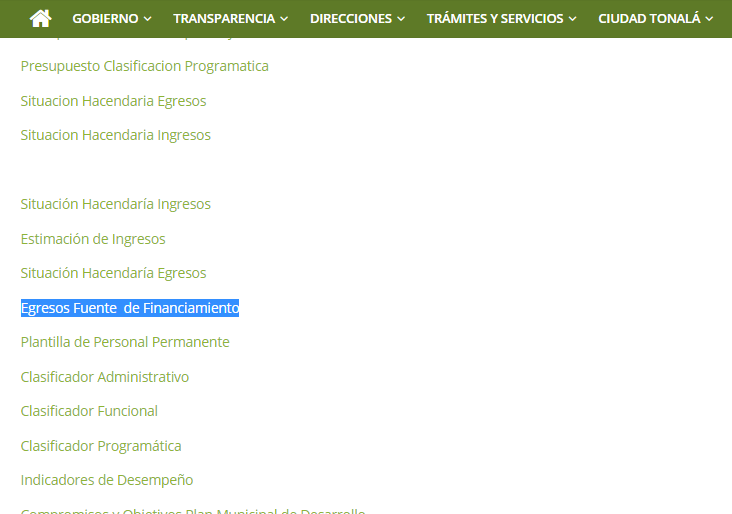 GOBIERNO TRANSPARENCIA DIRECCIONES TRÁMITES Y SERVICIOS CIUDAD TONALÁ
Presupuesto Clasificacion Programatica
Situacion Hacendaria Egresos
Situacion Hacendaria Ingresos
Situación Hacendaría Ingresos
Estimación de Ingresos
Situación Hacendaría Egresos
Egresos Fuente  de Financiamiento
Plantilla de Personal Permanente
Clasificador Administrativo
Clasificador Funcional
Clasificador Programática
Indicadores de Desempeño
Compromisos y Objetivos Plan Municipal de Desarrollo